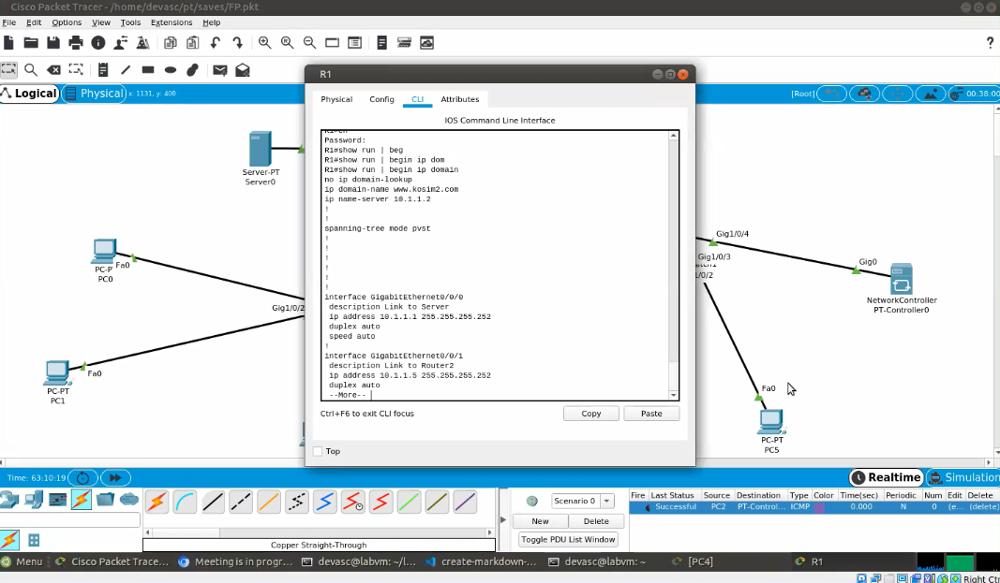 Cisco Packet Tracer - /home/devasc/pt/saves/FP.pkt
File Edit Options View Tools Extensions Help
?
Logical Physical x: 1131, y: 400
[Root] 00:38:00
Server-PT
Server0
PC0
Fa0
Gig1/0/2
Fa0
PC-PT
PC1
R1
Physical Config CLI Attributes
IOS Command Line Interface
Password:
R1#show run | beg
R1#show run | begin ip dom
R1#show run | begin ip domain
no ip domain-lookup
ip domain-name www.kosim2.com
ip name-server 10.1.1.2
!
!
spanning-tree mode pvst
!
!
!
!
!
!
interface GigabitEthernet0/0/0
description Link to Server
ip address 10.1.1.1 255.255.255.252
duplex auto
speed auto
!
interface GigabitEthernet0/0/1
description Link to Router2
ip address 10.1.1.5 255.255.255.252
duplex auto
--More--
Ctrl+F6 to exit CLI focus
Copy Paste
Top
Gig1/0/4
Gig1/0/3
1/0/2
Gig0
NetworkController
PT-Controller0
Fa0
PC-PT
PC5
Time: 63:10:19
Realtime Simulation
Scenario 0
New Delete
Toggle PDU List Window
Copper Straight-Through
Fire Last Status Source Destination Type Color Time(sec) Periodic Num Edit Delete
Successful PC2 PT-Control... ICMP 0.000 N 0 (e... (delete)
Menu Cisco Packet Trace... Meeting is in progr... devasc@labvm: ~/l... create-markdown-... devasc@labvm: ~ [PC4] R1
Right Ctr